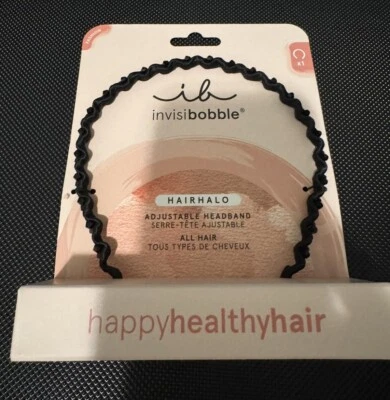 x1
ib
invisibobble®
HAIRHALO
ADJUSTABLE HEADBAND
SERRE-TÊTE AJUSTABLE
ALL HAIR
TOUS TYPES DE CHEVEUX
happyhealthyhair